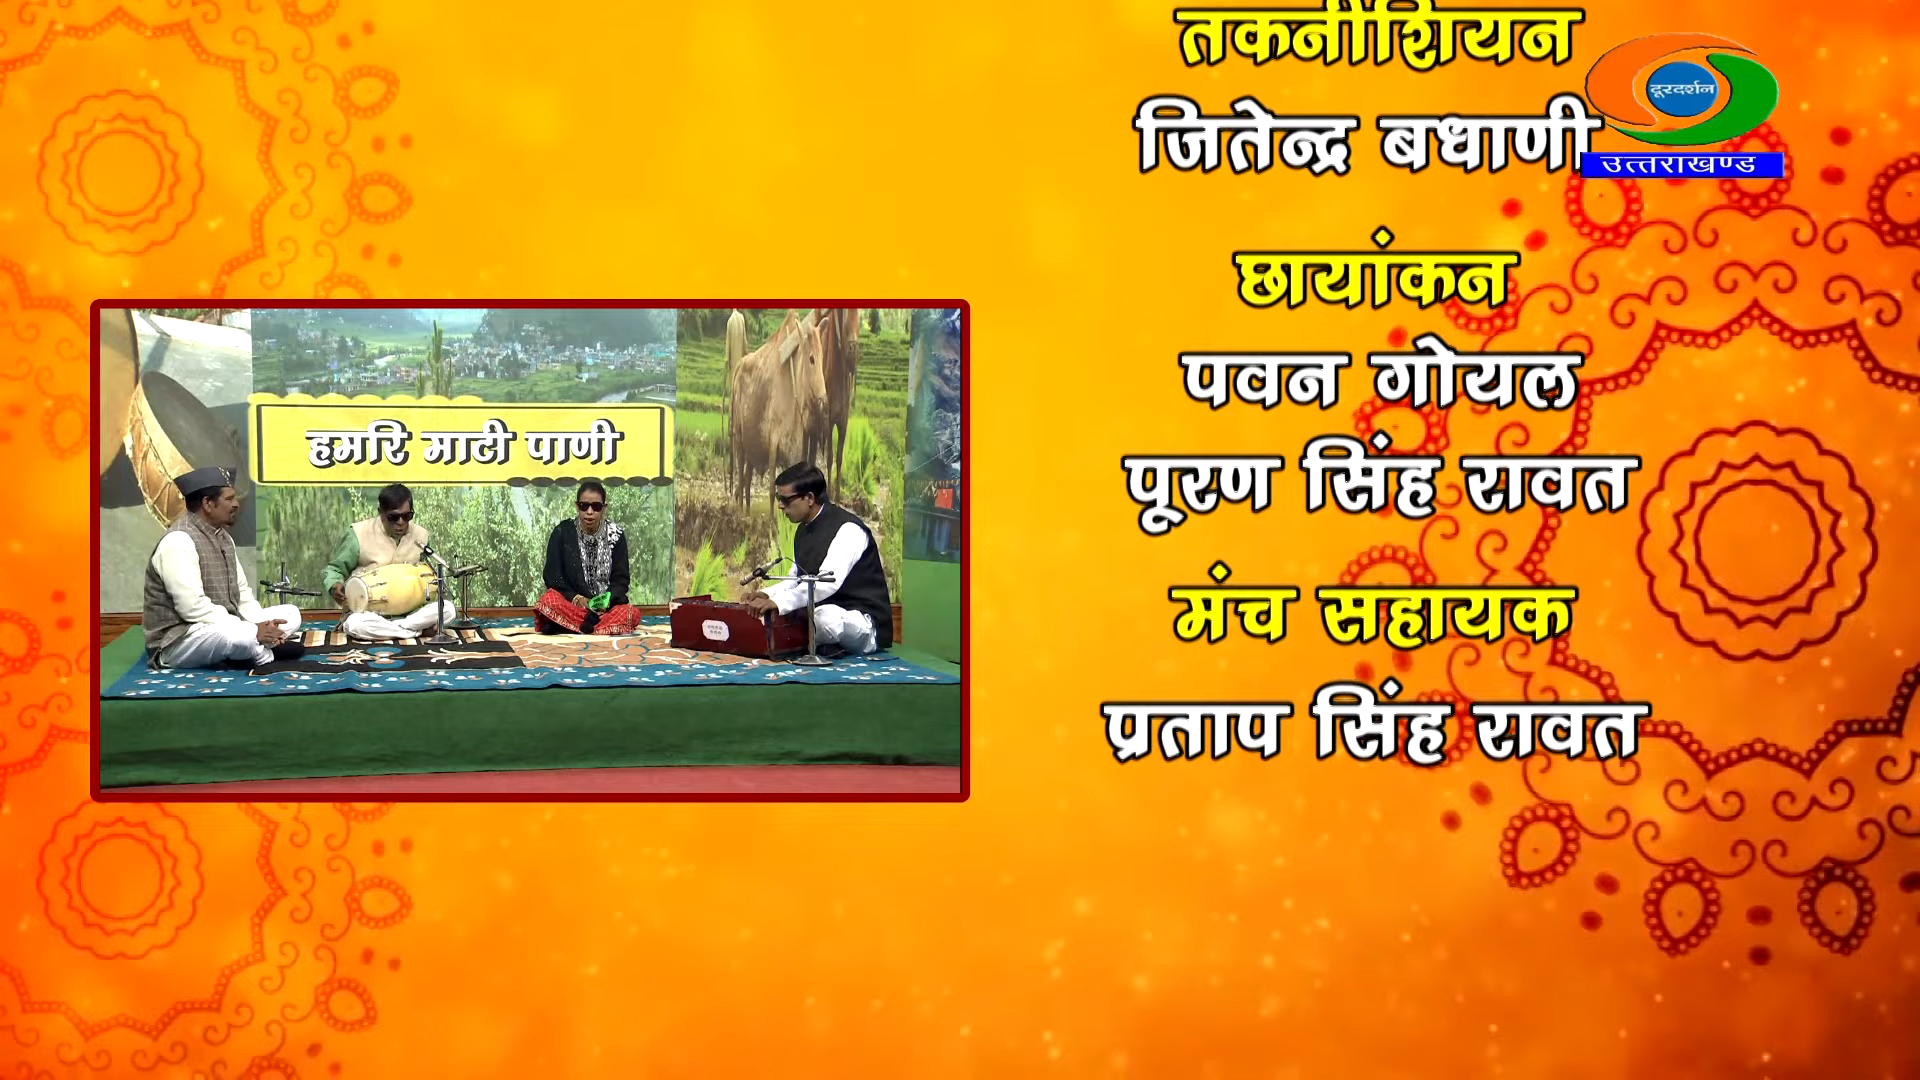 तकनीशियन
जितेन्द्र बधाणी
दूरदर्शन
उत्तराखण्ड
छायांकन
पवन गोयल
पूरण सिंह रावत
मंच सहायक
प्रताप सिंह रावत
हमरि माटी पाणी